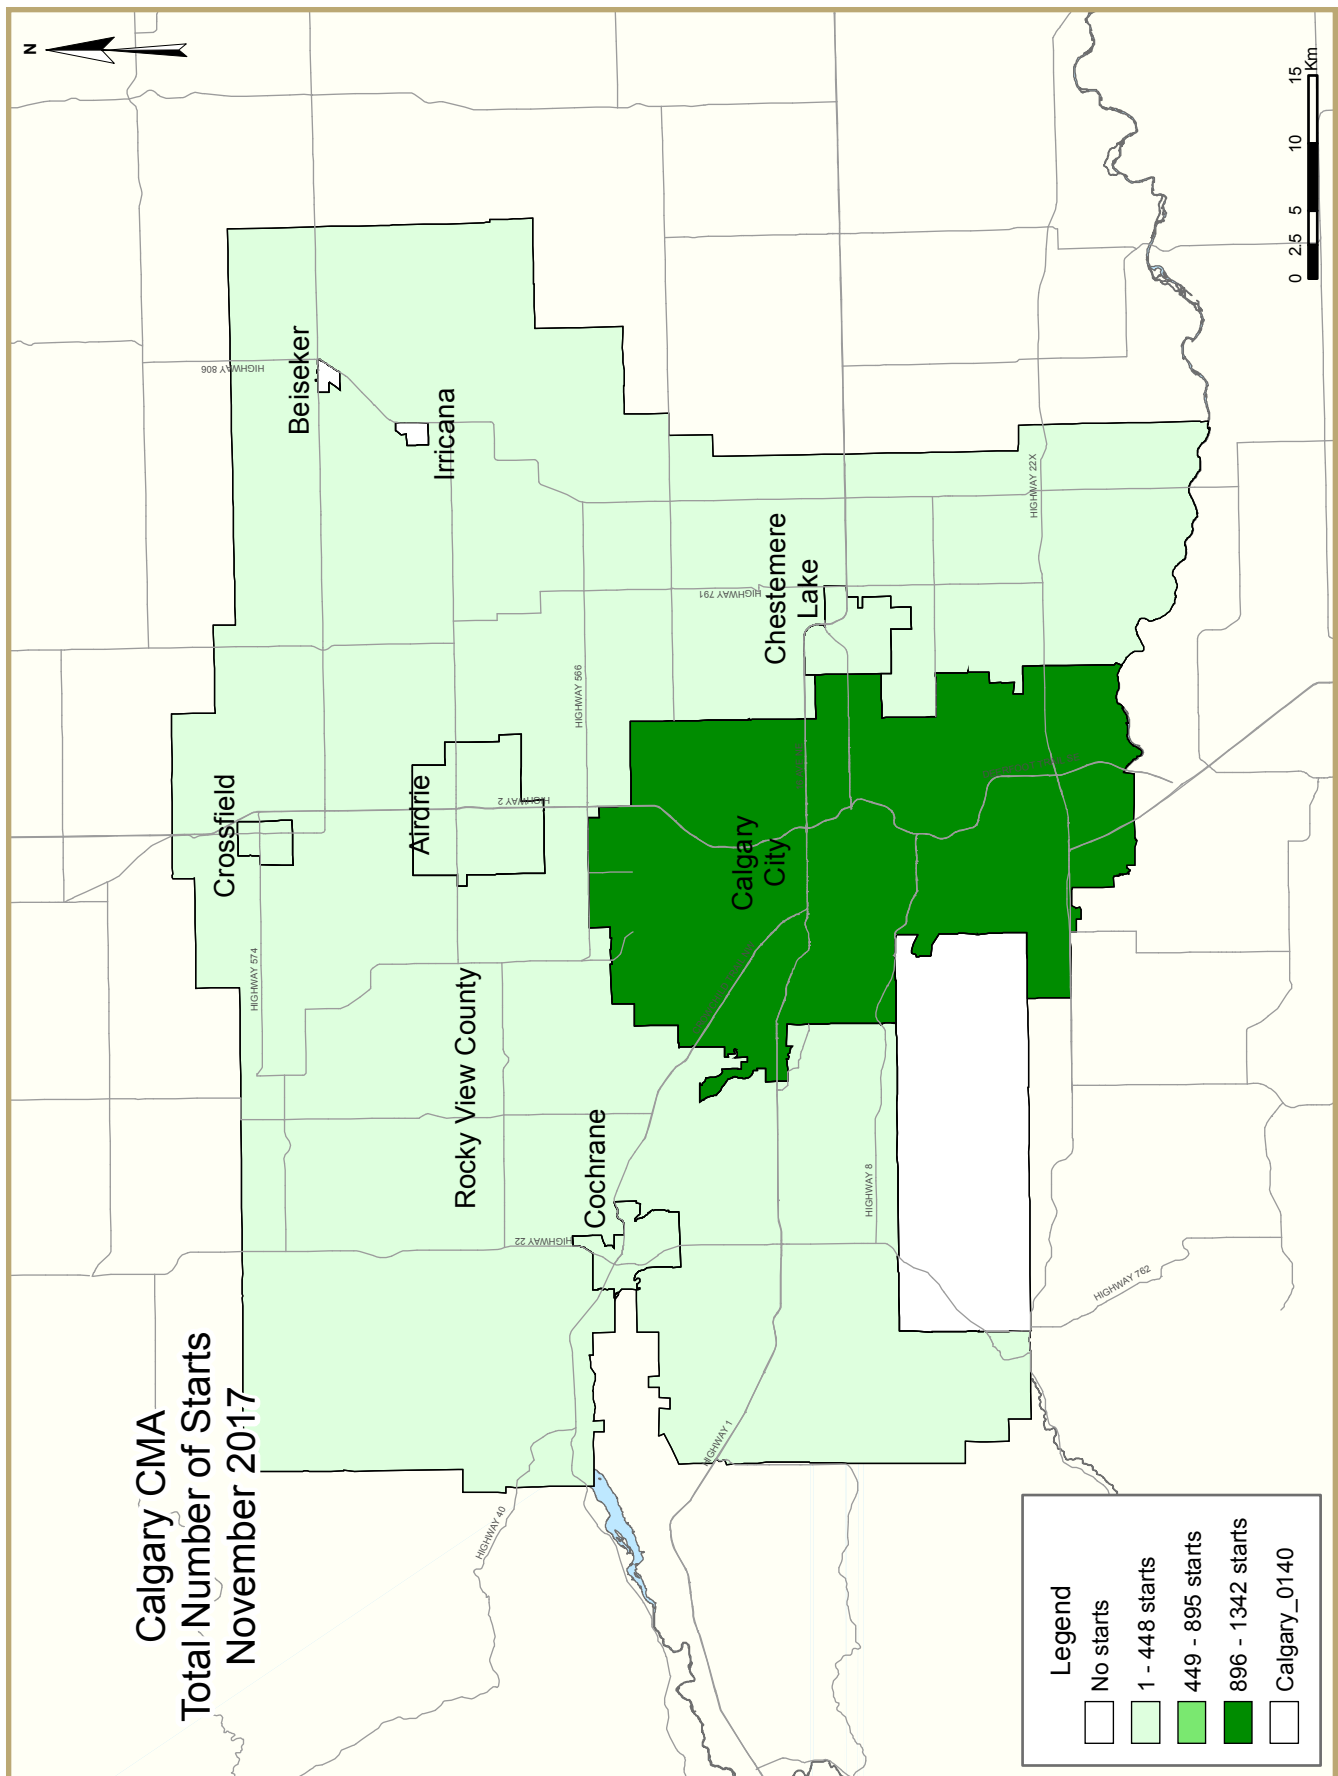 Calgary CMA
Total Number of Starts
November 2017
N
Beiseker
HIGHWAY 806
Irricana
Crossfield
HIGHWAY 574
Airdrie
HIGHWAY 2
HIGHWAY 566
Rocky View County
Cochrane
HIGHWAY 22
HIGHWAY 40
HIGHWAY 1
HIGHWAY 8
Calgary
City
Chestemere
Lake
HIGHWAY 791
HIGHWAY 22X
HIGHWAY 762
Legend
No starts
1 - 448 starts
449 - 895 starts
896 - 1342 starts
Calgary_0140
0 2.5 5 10 15
Km